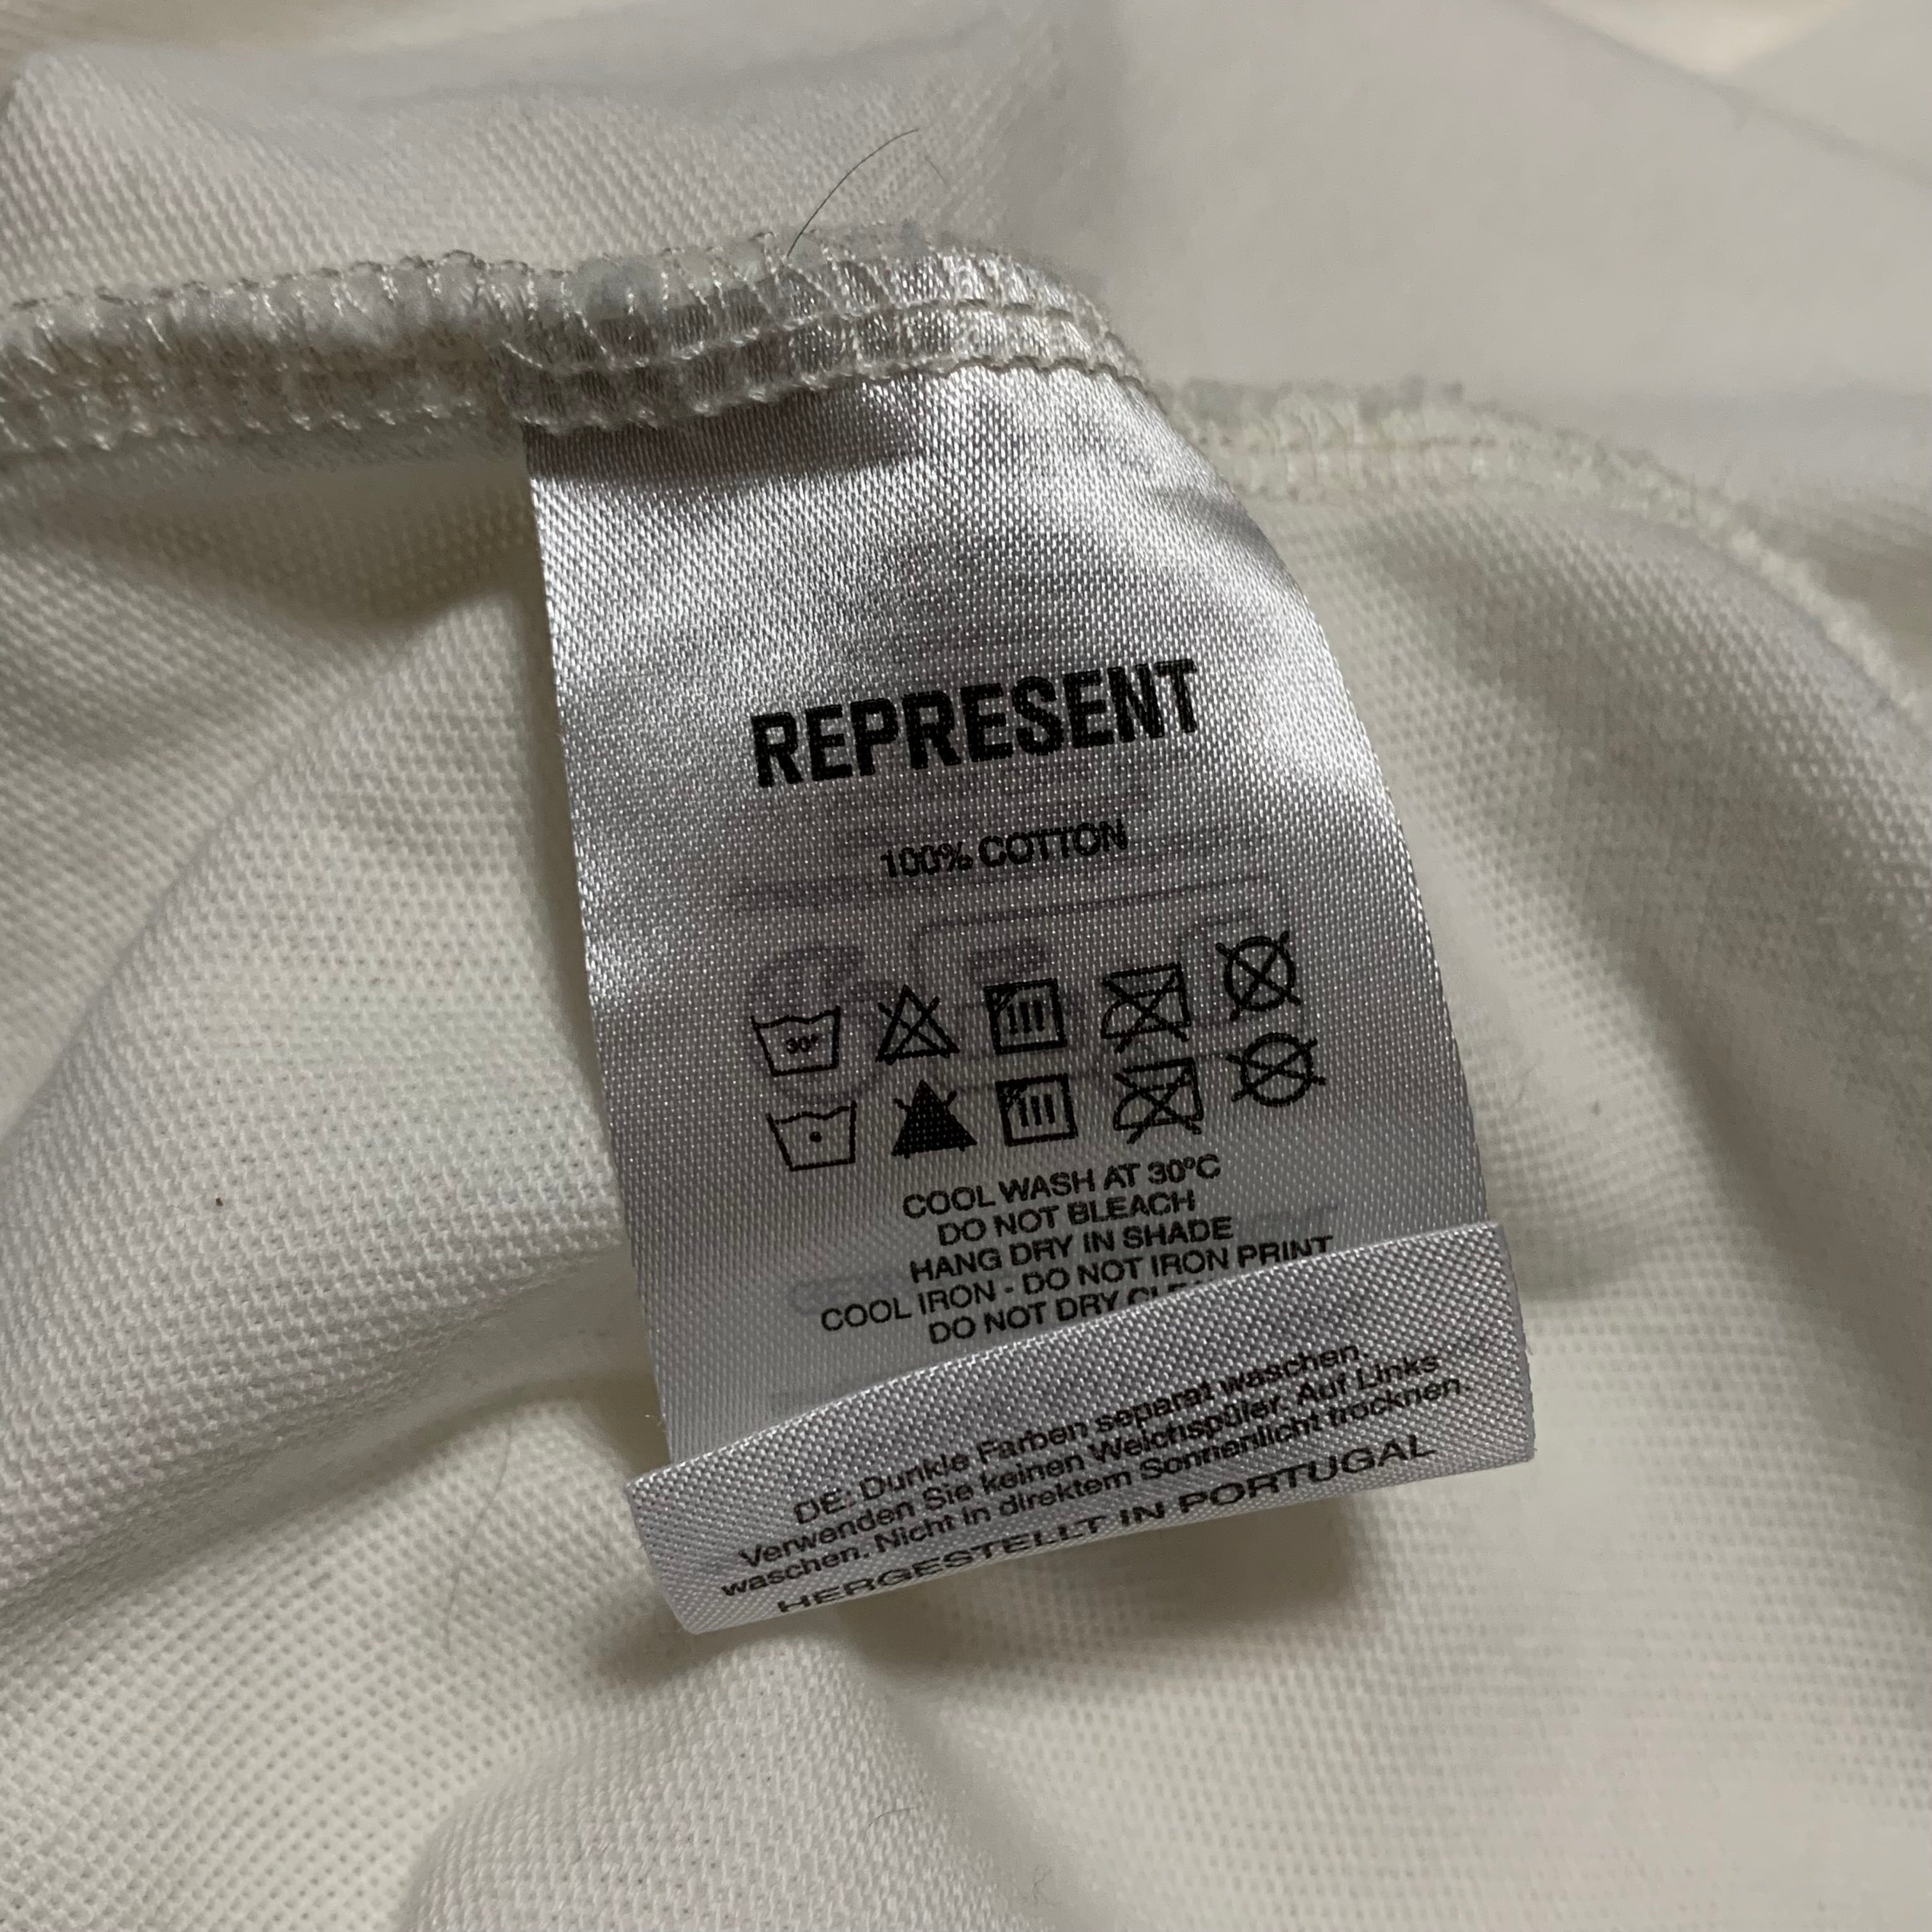 REPRESENT
100% COTTON
30°
COOL WASH AT 30°C
DO NOT BLEACH
HANG DRY IN SHADE
COOL IRON - DO NOT IRON PRINT
DO NOT DRY
DE: Dunkle Farben separat waschen.
Verwenden Sie keinen Weichspüler. Auf Links
waschen. Nicht in direktem Sonnenlicht trocknen.
HERGESTELLT IN PORTUGAL